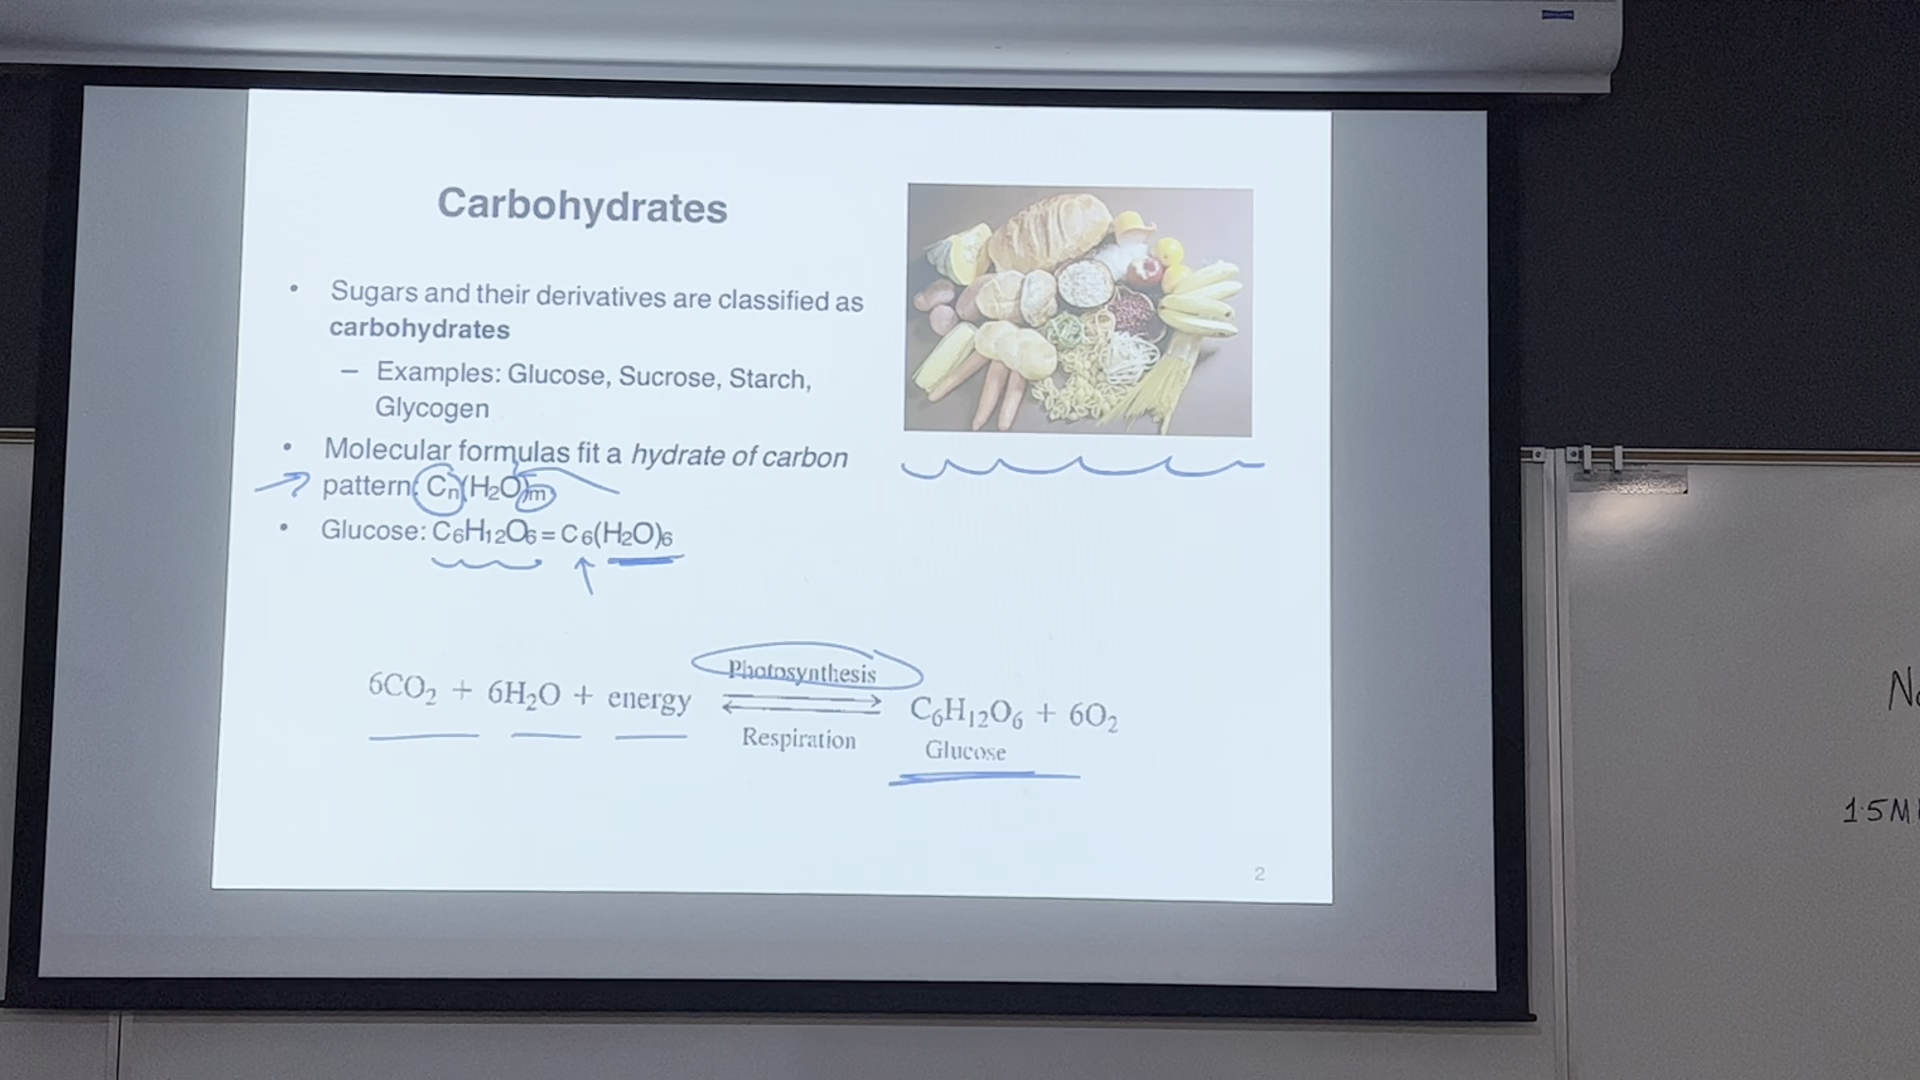 Carbohydrates
• Sugars and their derivatives are classified as
carbohydrates
– Examples: Glucose, Sucrose, Starch,
Glycogen
• Molecular formulas fit a hydrate of carbon
pattern: Cn(H2O)m
• Glucose: C6H12O6 = C6(H2O)6
Photosynthesis
6CO2 + 6H2O + energy ⇌ C6H12O6 + 6O2
Respiration
Glucose
2
1.5M